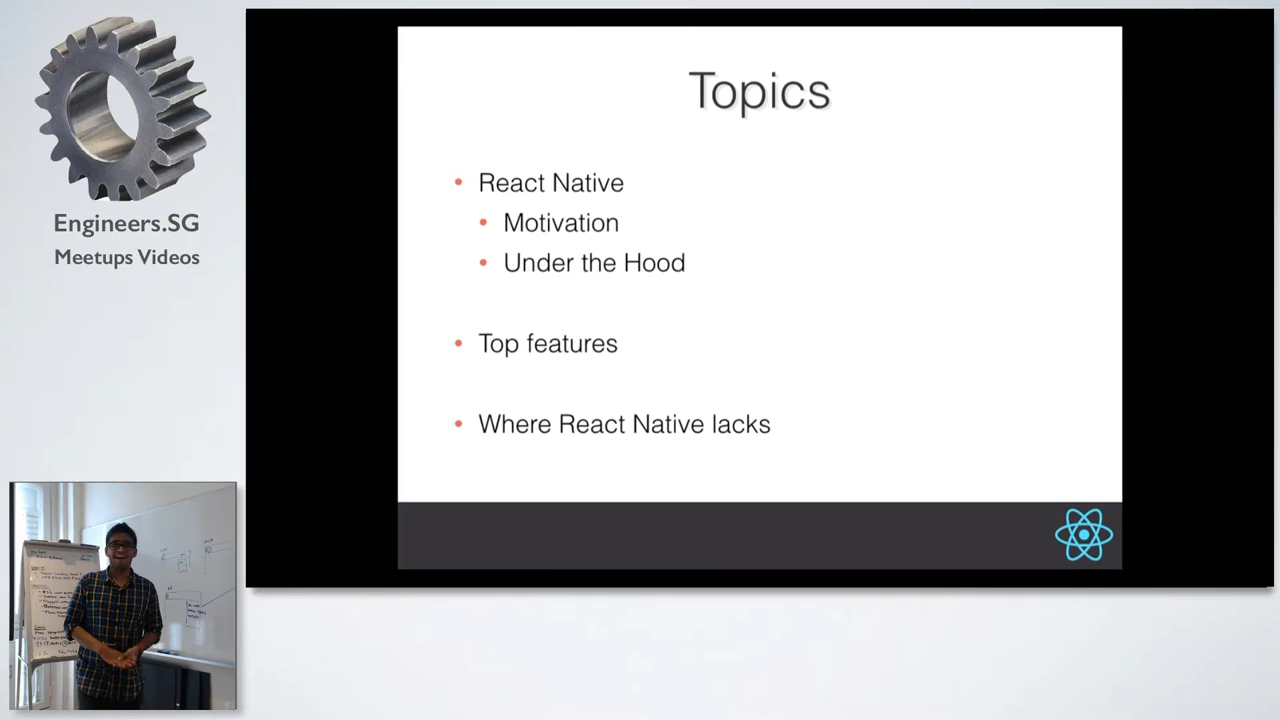 Engineers.SG
Meetups Videos
Topics
• React Native
• Motivation
• Under the Hood
• Top features
• Where React Native lacks